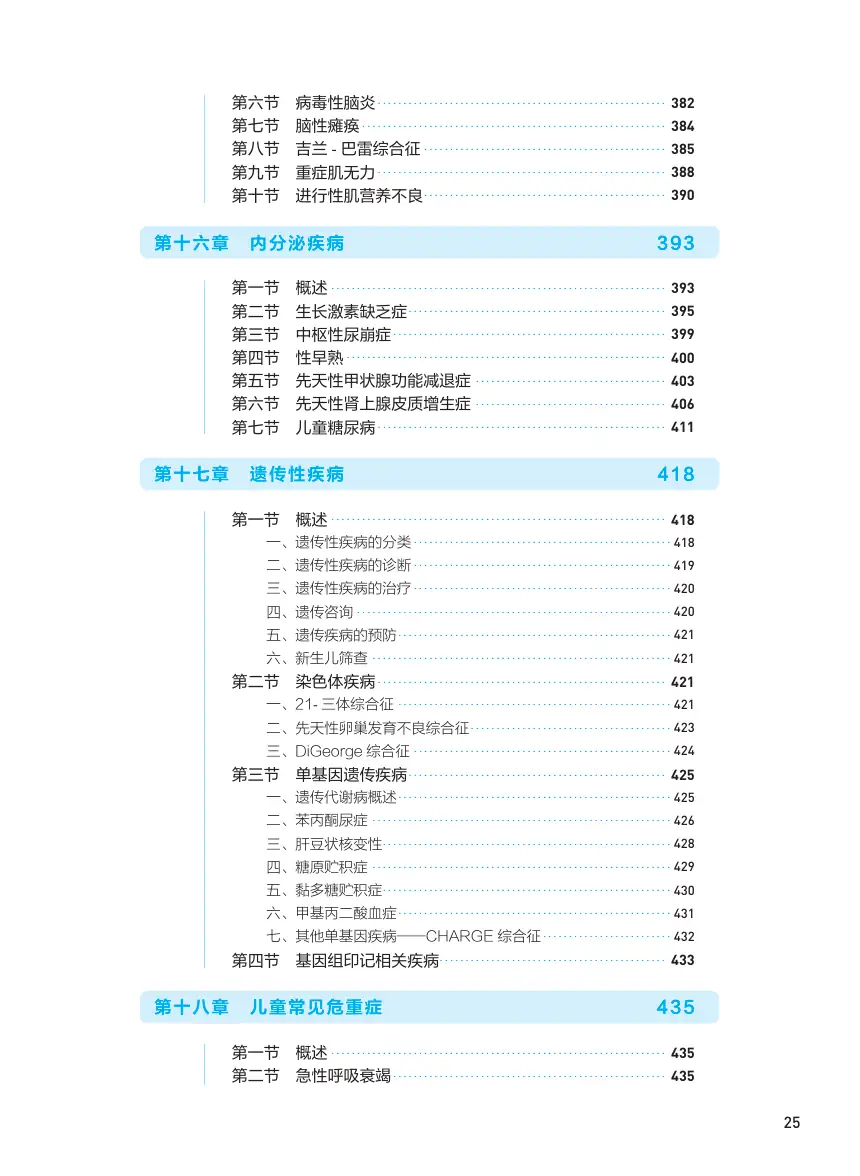 第六节 病毒性脑炎 382
第七节 脑性瘫痪 384
第八节 吉兰 - 巴雷综合征 385
第九节 重症肌无力 388
第十节 进行性肌营养不良 390
第十六章 内分泌疾病 393
第一节 概述 393
第二节 生长激素缺乏症 395
第三节 中枢性尿崩症 399
第四节 性早熟 400
第五节 先天性甲状腺功能减退症 403
第六节 先天性肾上腺皮质增生症 406
第七节 儿童糖尿病 411
第十七章 遗传性疾病 418
第一节 概述 418
一、遗传性疾病的分类 418
二、遗传性疾病的诊断 419
三、遗传性疾病的治疗 420
四、遗传咨询 420
五、遗传疾病的预防 421
六、新生儿筛查 421
第二节 染色体疾病 421
一、21- 三体综合征 421
二、先天性卵巢发育不良综合征 423
三、DiGeorge 综合征 424
第三节 单基因遗传疾病 425
一、遗传代谢病概述 425
二、苯丙酮尿症 426
三、肝豆状核变性 428
四、糖原贮积症 429
五、黏多糖贮积症 430
六、甲基丙二酸血症 431
七、其他单基因疾病——CHARGE 综合征 432
第四节 基因组印记相关疾病 433
第十八章 儿童常见危重症 435
第一节 概述 435
第二节 急性呼吸衰竭 435
25